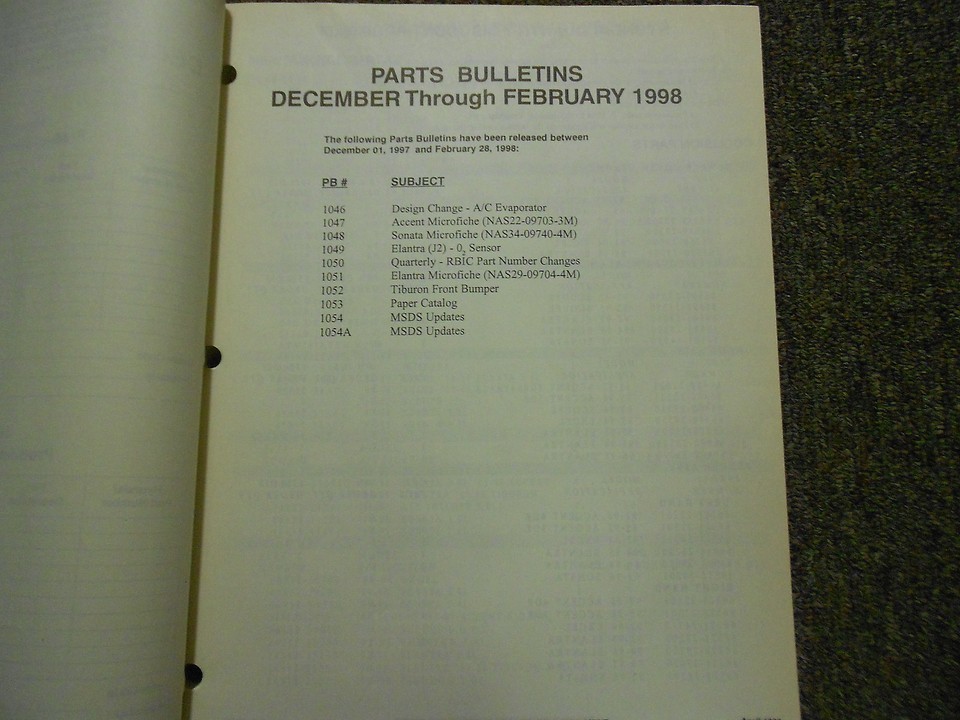 PARTS BULLETINS
DECEMBER Through FEBRUARY 1998
The following Parts Bulletins have been released between
December 01, 1997 and February 28, 1998:
PB # SUBJECT
1046 Design Change - A/C Evaporator
1047 Accent Microfiche (NAS22-09703-3M)
1048 Sonata Microfiche (NAS34-09740-4M)
1049 Elantra (J2) - 0₂ Sensor
1050 Quarterly - RBIC Part Number Changes
1051 Elantra Microfiche (NAS29-09704-4M)
1052 Tiburon Front Bumper
1053 Paper Catalog
1054 MSDS Updates
1054A MSDS Updates